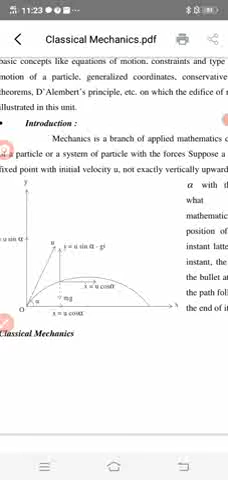 11:23
Classical Mechanics.pdf
basic concepts like equations of motion, constraints and type
motion of a particle, generalized coordinates, conservative
theorems, D'Alembert's principle, etc. on which the edifice of
illustrated in this unit.
• Introduction :
Mechanics is a branch of applied mathematics
a particle or a system of particle with the forces Suppose a
fixed point with initial velocity u, not exactly vertically upward
α with
what
mathematic
position of
instant latte
instant, the
the bullet at
the path foll
the end of it
y
u sin α
u
ẏ = u sin α - gt
ẋ = u cosα
mg
α
O
x
ẋ = u cosα
Classical Mechanics